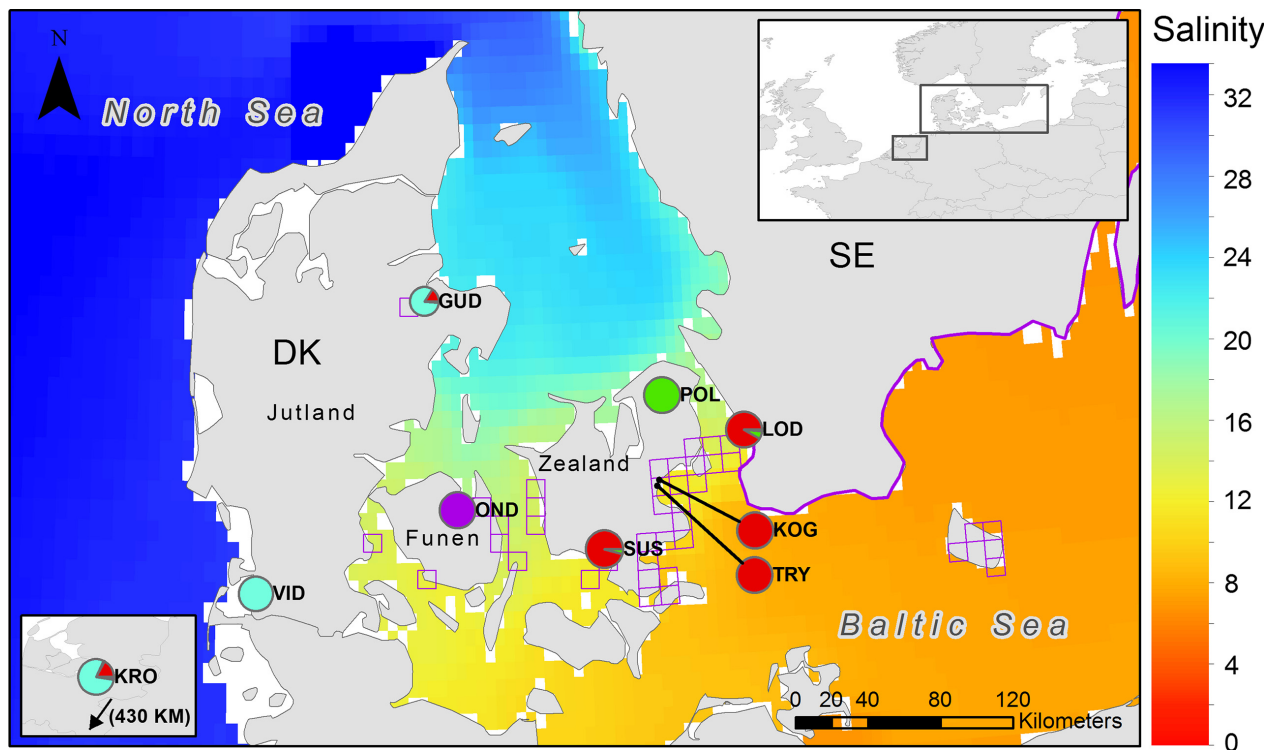 N
North Sea
Salinity
32
28
24
20
16
12
8
4
0
SE
DK
Jutland
GUD
POL
LOD
Zealand
OND
Funen
SUS
KOG
TRY
VID
Baltic Sea
KRO
(430 KM)
0 20 40 80 120
Kilometers